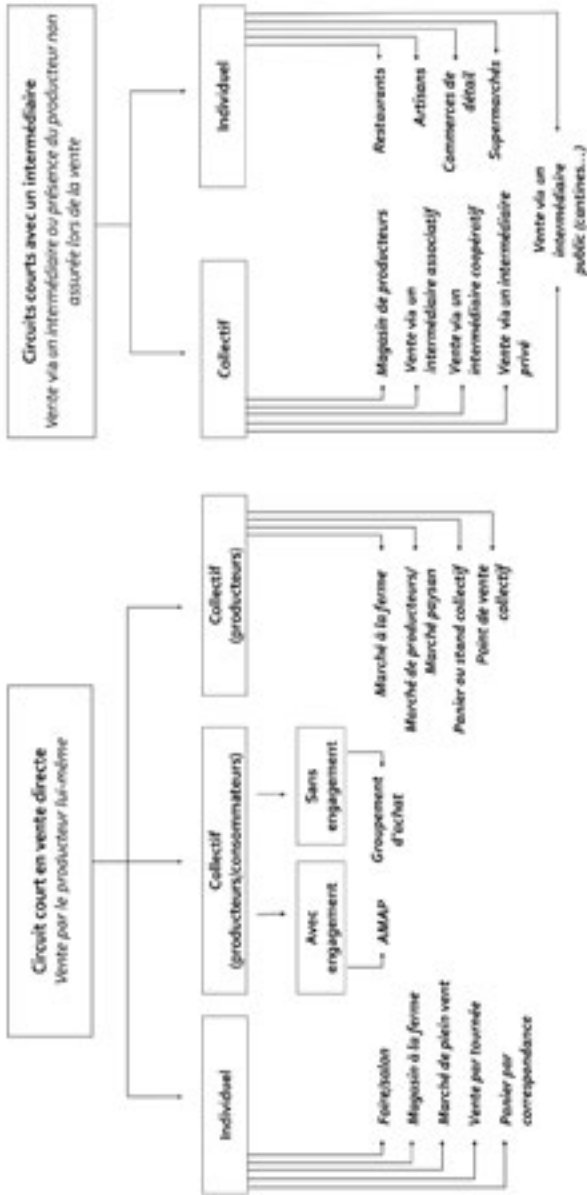 Circuit court en vente directe
Vente par le producteur lui-même
Individuel
Foire/salon
Magasin à la ferme
Marché de plein vent
Vente par tournée
Panier par
correspondance
Collectif
(producteurs/consommateurs)
Avec
engagement
AMAP
Sans
engagement
Groupement
d'achat
Collectif
(producteurs)
Marché à la ferme
Marché de producteurs/
Marché paysan
Panier ou stand collectif
Point de vente
collectif
Circuits courts avec un intermédiaire
Vente via un intermédiaire ou présence du producteur non
assurée lors de la vente
Collectif
Magasin de producteurs
Vente via un
intermédiaire associatif
Vente via un
intermédiaire coopératif
Vente via un intermédiaire
privé
Individuel
Restaurants
Artisans
Commerces de
détail
Supermarchés
Vente via un
intermédiaire
public (cantines...)